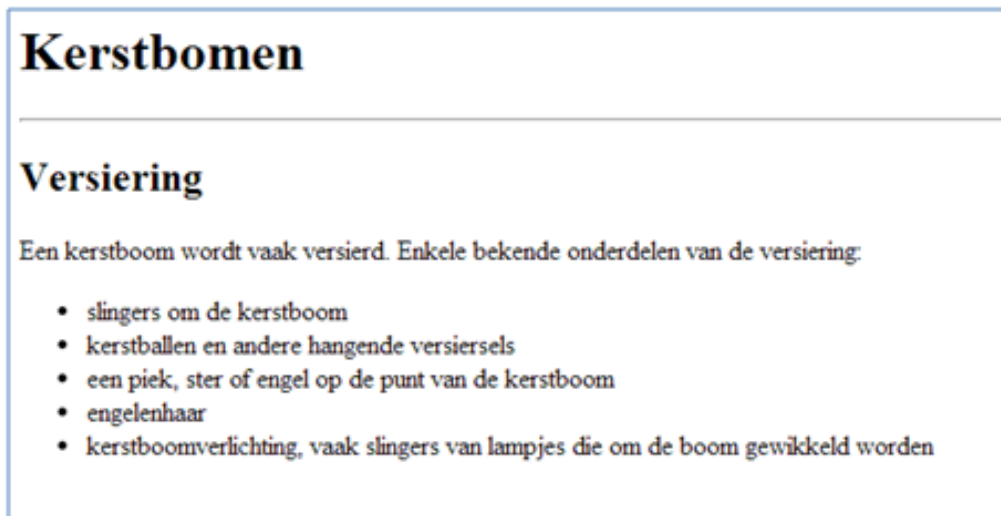 Kerstbomen
Versiering
Een kerstboom wordt vaak versierd. Enkele bekende onderdelen van de versiering:
• slingers om de kerstboom
• kerstballen en andere hangende versiersels
• een piek, ster of engel op de punt van de kerstboom
• engelenhaar
• kerstboomverlichting, vaak slingers van lampjes die om de boom gewikkeld worden